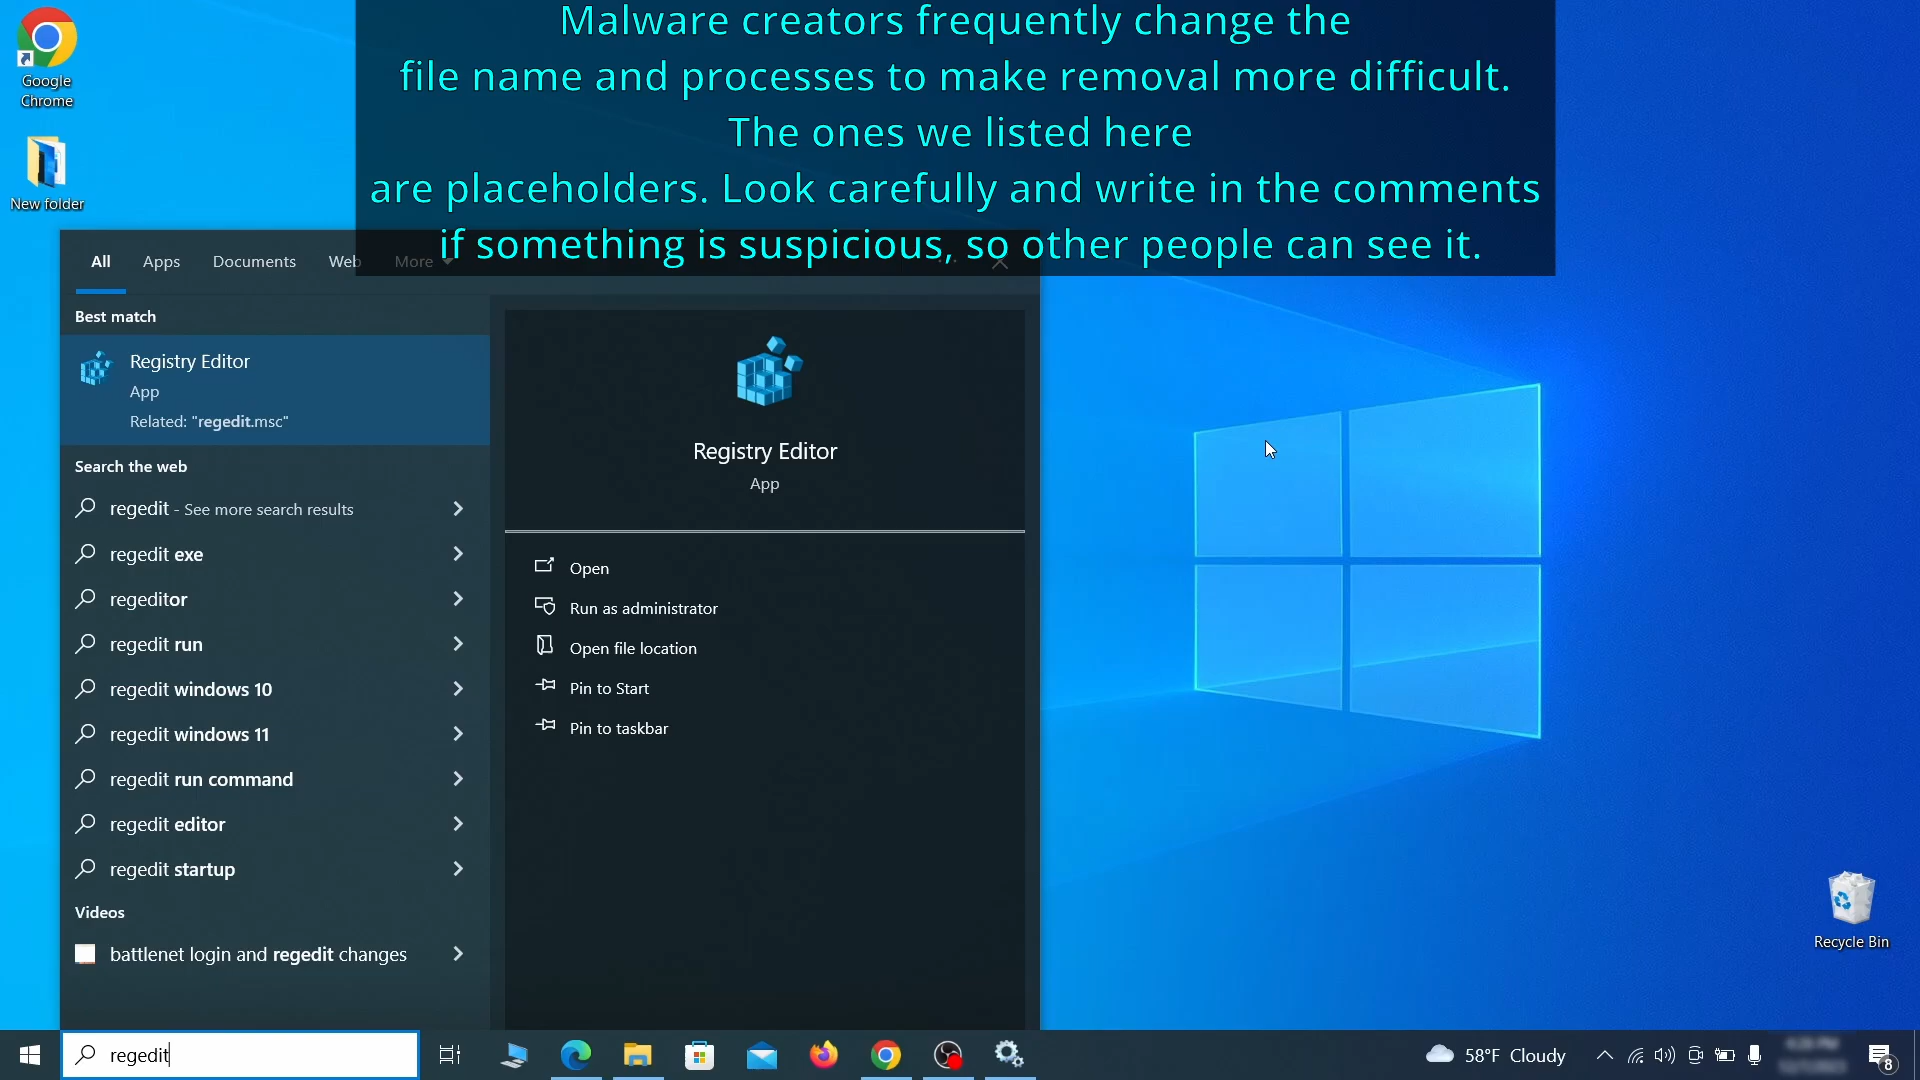 Malware creators frequently change the
file name and processes to make removal more difficult.
The ones we listed here
are placeholders. Look carefully and write in the comments
if something is suspicious, so other people can see it.
Google
Chrome
New folder
All Apps Documents Web More
Best match
Registry Editor
App
Related: "regedit.msc"
Search the web
regedit - See more search results
regedit exe
regeditor
regedit run
regedit windows 10
regedit windows 11
regedit run command
regedit editor
regedit startup
Videos
battlenet login and regedit changes
Registry Editor
App
Open
Run as administrator
Open file location
Pin to Start
Pin to taskbar
Recycle Bin
regedit
58°F Cloudy
8